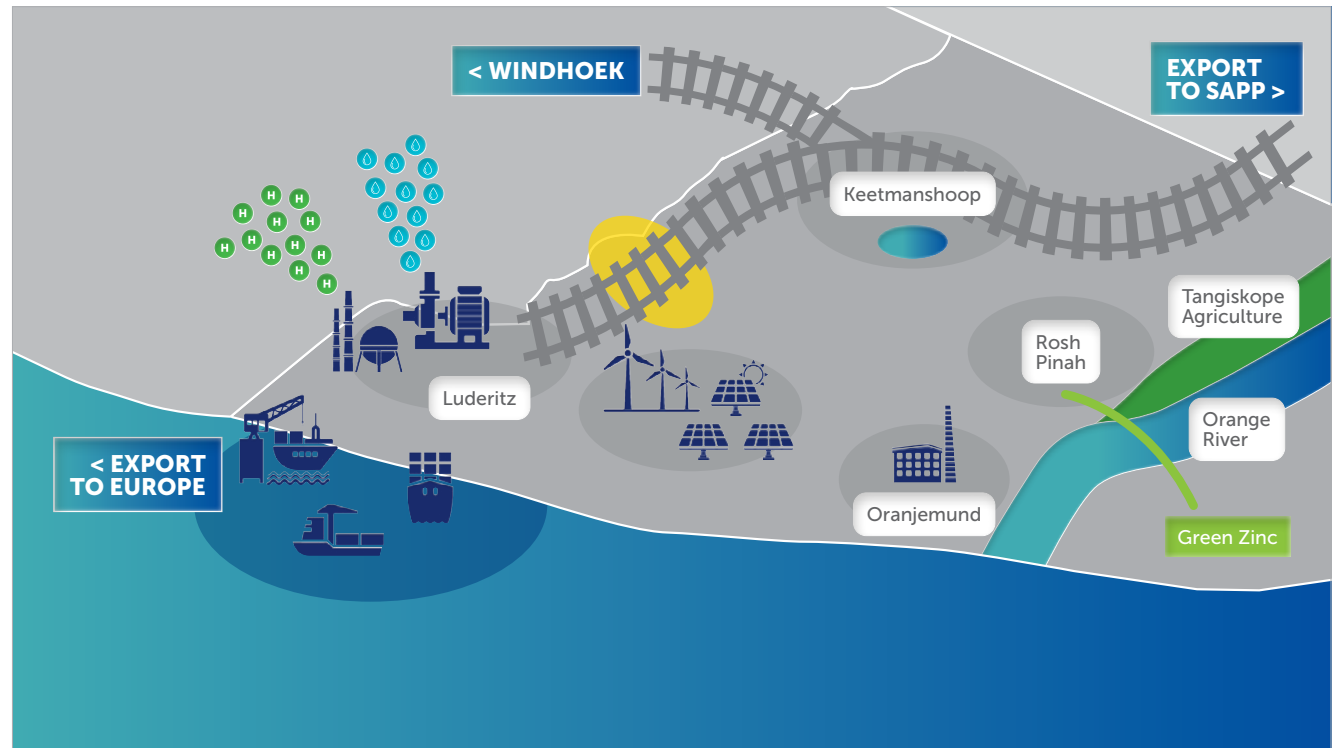 < WINDHOEK
EXPORT
TO SAPP >
Keetmanshoop
H
H
H
H
H
H
H
H
H
H
H
H
Tangiskope
Agriculture
Rosh
Pinah
Luderitz
Orange
River
< EXPORT
TO EUROPE
Oranjemund
Green Zinc